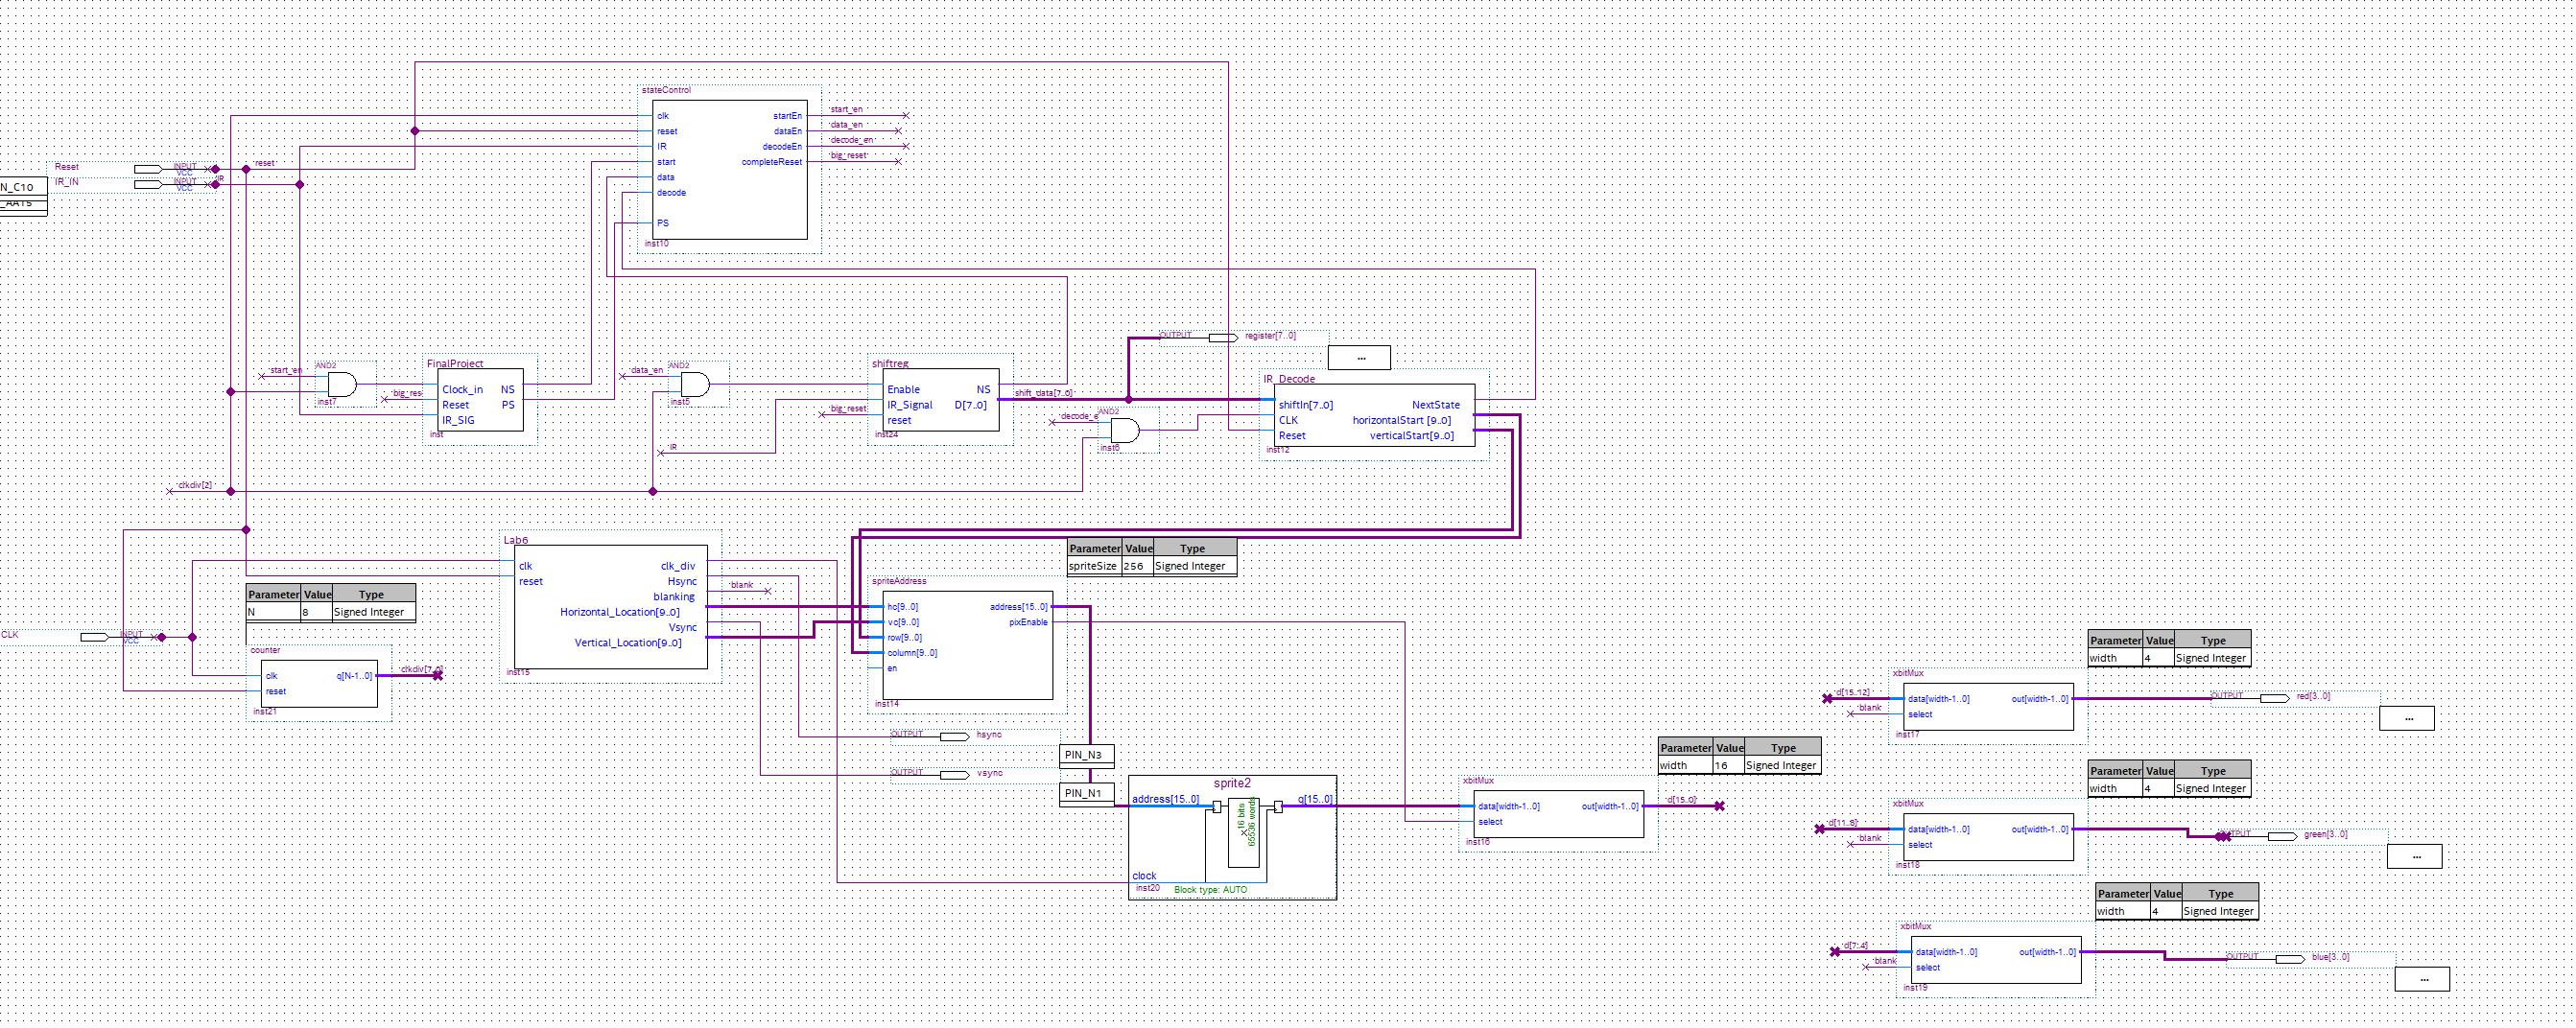 stateControl
clk startEn start_en
reset dataEn data_en
IR decodeEn decode_en
start completeReset big_reset
data
decode
PS
inst10
Reset INPUT VCC reset
IR_IN INPUT VCC IR
N_C10
_AA15
AND2
start_en
inst7
FinalProject
Clock_in NS
Reset PS
IR_SIG
inst
big_res
AND2
data_en
inst5
shiftreg
Enable NS
IR_Signal D[7..0]
reset
inst24
big_reset
IR
shift_data[7..0]
OUTPUT register[7..0]
...
AND2
decode_e
inst6
IR_Decode
shiftIn[7..0] NextState
CLK horizontalStart [9..0]
Reset verticalStart[9..0]
inst12
clkdiv[2]
Lab6
clk clk_div
reset Hsync
blanking blank
Horizontal_Location[9..0]
Vsync
Vertical_Location[9..0]
inst15
Parameter Value Type
spriteSize 256 Signed Integer
Parameter Value Type
N 8 Signed Integer
CLK INPUT VCC
counter
clk q[N-1..0] clkdiv[7..0]
reset
inst21
spriteAddress
hc[9..0] address[15..0]
vc[9..0] pixEnable
row[9..0]
column[9..0]
en
inst14
OUTPUT hsync
PIN_N3
OUTPUT vsync
PIN_N1
sprite2
address[15..0] q[15..0]
16 bits
65536 words
clock
inst20 Block type: AUTO
Parameter Value Type
width 16 Signed Integer
xbitMux
data[width-1..0] out[width-1..0] d[15..0]
select
inst16
Parameter Value Type
width 4 Signed Integer
xbitMux
d[15..12] data[width-1..0] out[width-1..0] OUTPUT red[3..0]
blank select
inst17
...
Parameter Value Type
width 4 Signed Integer
xbitMux
d[11..8] data[width-1..0] out[width-1..0] OUTPUT green[3..0]
blank select
inst18
...
Parameter Value Type
width 4 Signed Integer
xbitMux
d[7..4] data[width-1..0] out[width-1..0] OUTPUT blue[3..0]
blank select
inst19
...